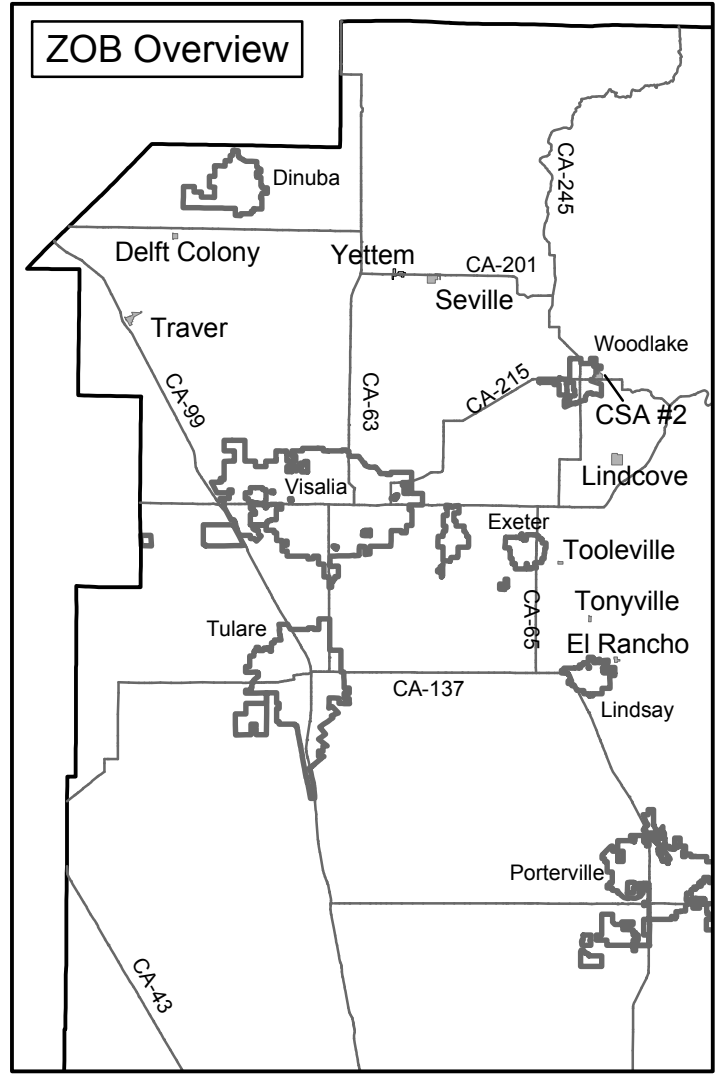 ZOB Overview
Dinuba
CA-245
Delft Colony
Yettem
CA-201
Seville
Traver
Woodlake
CA-99
CA-63
CA-215
CSA #2
Lindcove
Visalia
Exeter
Tooleville
CA-65
Tonyville
Tulare
El Rancho
CA-137
Lindsay
Porterville
CA-43